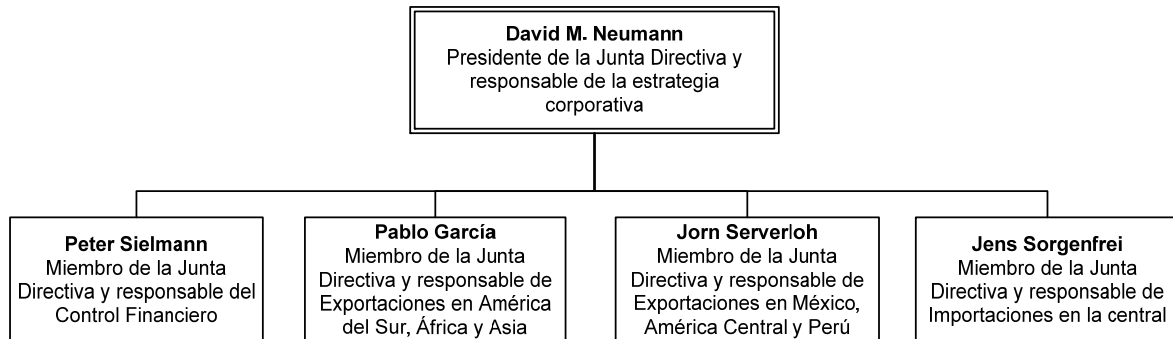 David M. Neumann
Presidente de la Junta Directiva y
responsable de la estrategia
corporativa
Peter Sielmann
Miembro de la Junta
Directiva y responsable del
Control Financiero
Pablo García
Miembro de la Junta
Directiva y responsable de
Exportaciones en América
del Sur, África y Asia
Jorn Serverloh
Miembro de la Junta
Directiva y responsable de
Exportaciones en México,
América Central y Perú
Jens Sorgenfrei
Miembro de la Junta
Directiva y responsable de
Importaciones en la central